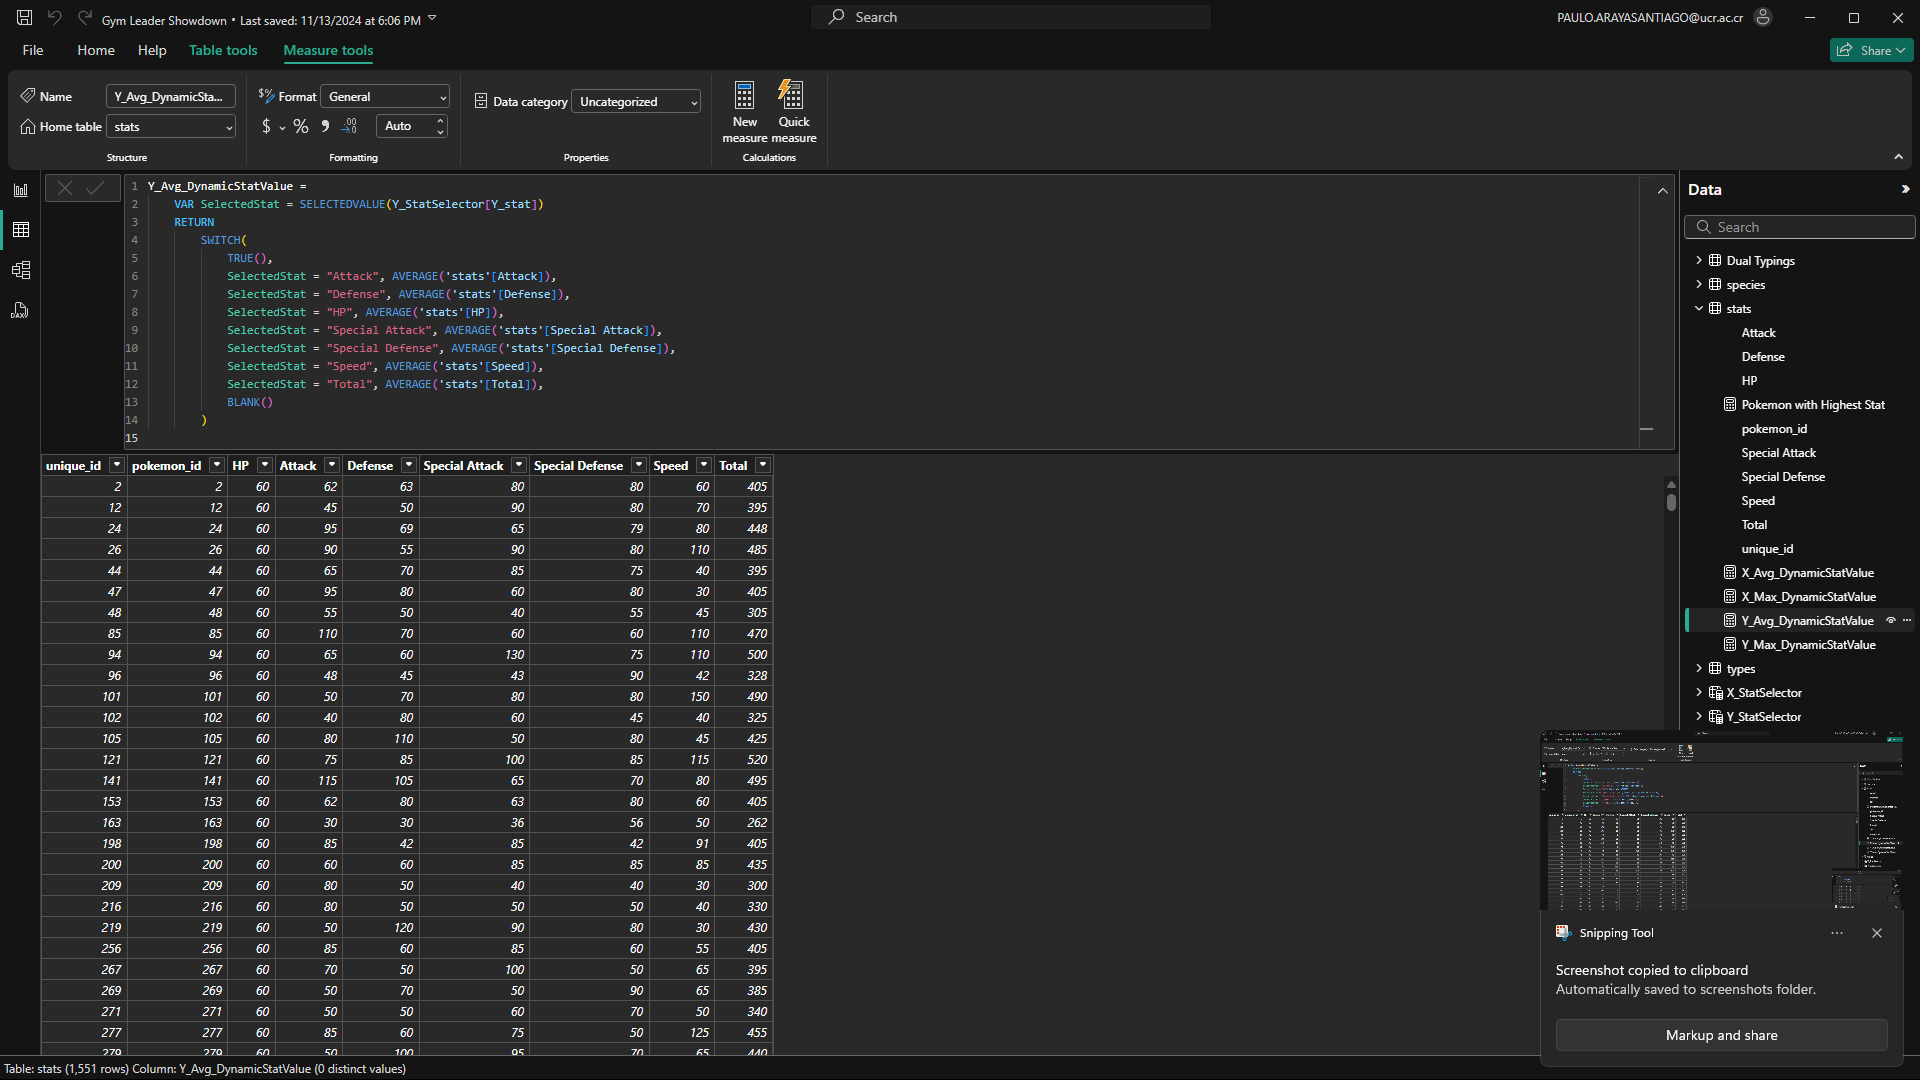 Gym Leader Showdown • Last saved: 11/13/2024 at 6:06 PM
Search
PAULO.ARAYASANTIAGO@ucr.ac.cr
File Home Help Table tools Measure tools
Share
Name Y_Avg_DynamicSta...
Home table stats
Structure
Format General
$ % , .00 Auto
Formatting
Data category Uncategorized
Properties
New measure
Quick measure
Calculations
1 Y_Avg_DynamicStatValue =
2 VAR SelectedStat = SELECTEDVALUE(Y_StatSelector[Y_stat])
3 RETURN
4 SWITCH(
5 TRUE(),
6 SelectedStat = "Attack", AVERAGE('stats'[Attack]),
7 SelectedStat = "Defense", AVERAGE('stats'[Defense]),
8 SelectedStat = "HP", AVERAGE('stats'[HP]),
9 SelectedStat = "Special Attack", AVERAGE('stats'[Special Attack]),
10 SelectedStat = "Special Defense", AVERAGE('stats'[Special Defense]),
11 SelectedStat = "Speed", AVERAGE('stats'[Speed]),
12 SelectedStat = "Total", AVERAGE('stats'[Total]),
13 BLANK()
14 )
15
unique_id pokemon_id HP Attack Defense Special Attack Special Defense Speed Total
2 2 60 62 63 80 80 60 405
12 12 60 45 50 90 80 70 395
24 24 60 95 69 65 79 80 448
26 26 60 90 55 90 80 110 485
44 44 60 65 70 85 75 40 395
47 47 60 95 80 60 80 30 405
48 48 60 55 50 40 55 45 305
85 85 60 110 70 60 60 110 470
94 94 60 65 60 130 75 110 500
96 96 60 48 45 43 90 42 328
101 101 60 50 70 80 80 150 490
102 102 60 40 80 60 45 40 325
105 105 60 80 110 50 80 45 425
121 121 60 75 85 100 85 115 520
141 141 60 115 105 65 70 80 495
153 153 60 62 80 63 80 60 405
163 163 60 30 30 36 56 50 262
198 198 60 85 42 85 42 91 405
200 200 60 60 60 85 85 85 435
209 209 60 80 50 40 40 30 300
216 216 60 80 50 50 50 40 330
219 219 60 50 120 90 80 30 430
256 256 60 85 60 85 60 55 405
267 267 60 70 50 100 50 65 395
269 269 60 50 70 50 90 65 385
271 271 60 50 50 60 70 50 340
277 277 60 85 60 75 50 125 455
279 279 60 50 100 95 70 65 440
Data
Search
Dual Typings
species
stats
Attack
Defense
HP
Pokemon with Highest Stat
pokemon_id
Special Attack
Special Defense
Speed
Total
unique_id
X_Avg_DynamicStatValue
X_Max_DynamicStatValue
Y_Avg_DynamicStatValue
Y_Max_DynamicStatValue
types
X_StatSelector
Y_StatSelector
Snipping Tool
Screenshot copied to clipboard
Automatically saved to screenshots folder.
Markup and share
Table: stats (1,551 rows) Column: Y_Avg_DynamicStatValue (0 distinct values)